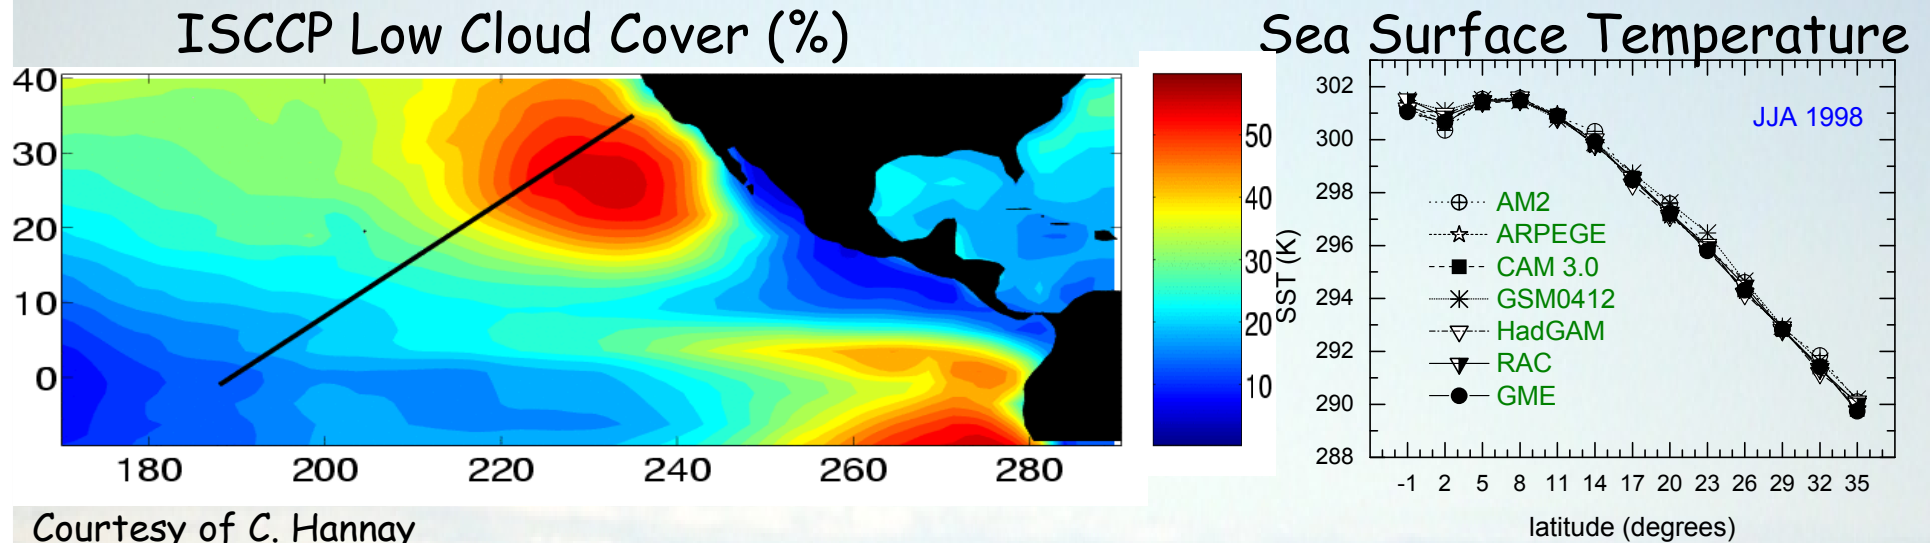 ISCCP Low Cloud Cover (%)
40
30
20
10
0
180 200 220 240 260 280
50
40
30
20
10
Courtesy of C. Hannay
Sea Surface Temperature
SST (K)
302
300
298
296
294
292
290
288
JJA 1998
AM2
ARPEGE
CAM 3.0
GSM0412
HadGAM
RAC
GME
-1 2 5 8 11 14 17 20 23 26 29 32 35
latitude (degrees)